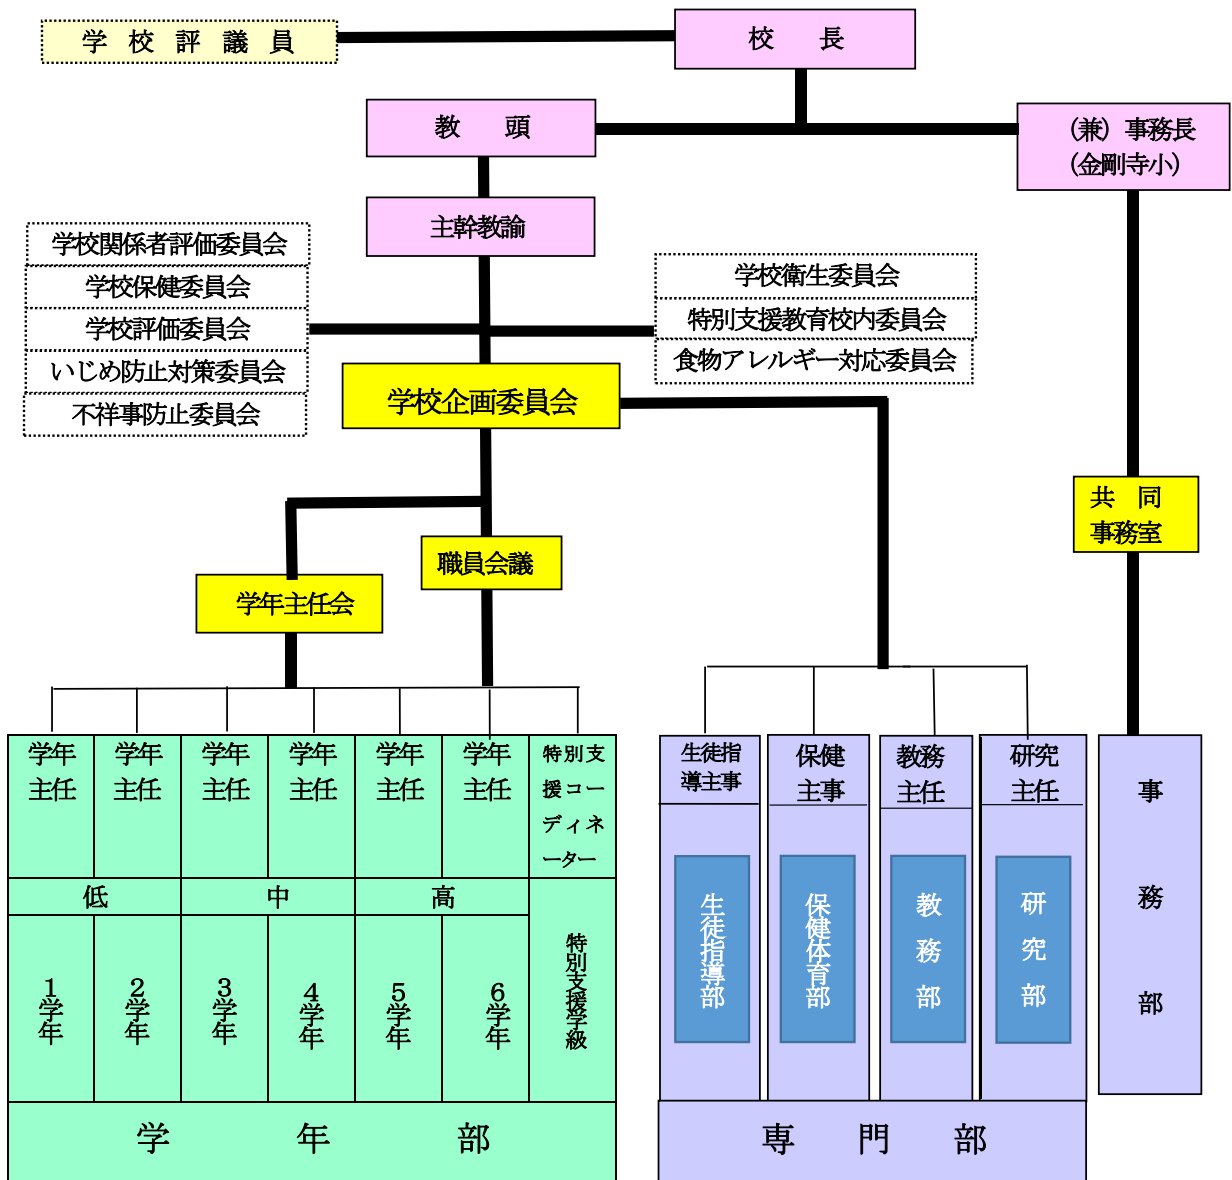 学 校 評 議 員
校 長
教 頭
（兼）事務長
（金剛寺小）
主幹教諭
学校関係者評価委員会
学校保健委員会
学校評価委員会
いじめ防止対策委員会
不祥事防止委員会
学校衛生委員会
特別支援教育校内委員会
食物アレルギー対応委員会
学校企画委員会
共 同
事務室
職員会議
学年主任会
学年
主任
学年
主任
学年
主任
学年
主任
学年
主任
学年
主任
特別支
援コー
ディネ
ーター
低
中
高
1学年
2学年
3学年
4学年
5学年
6学年
特別支援学級
学 年 部
生徒指
導主事
保健
主事
教務
主任
研究
主任
生徒指導部
保健体育部
教務部
研究部
専 門 部
事務部